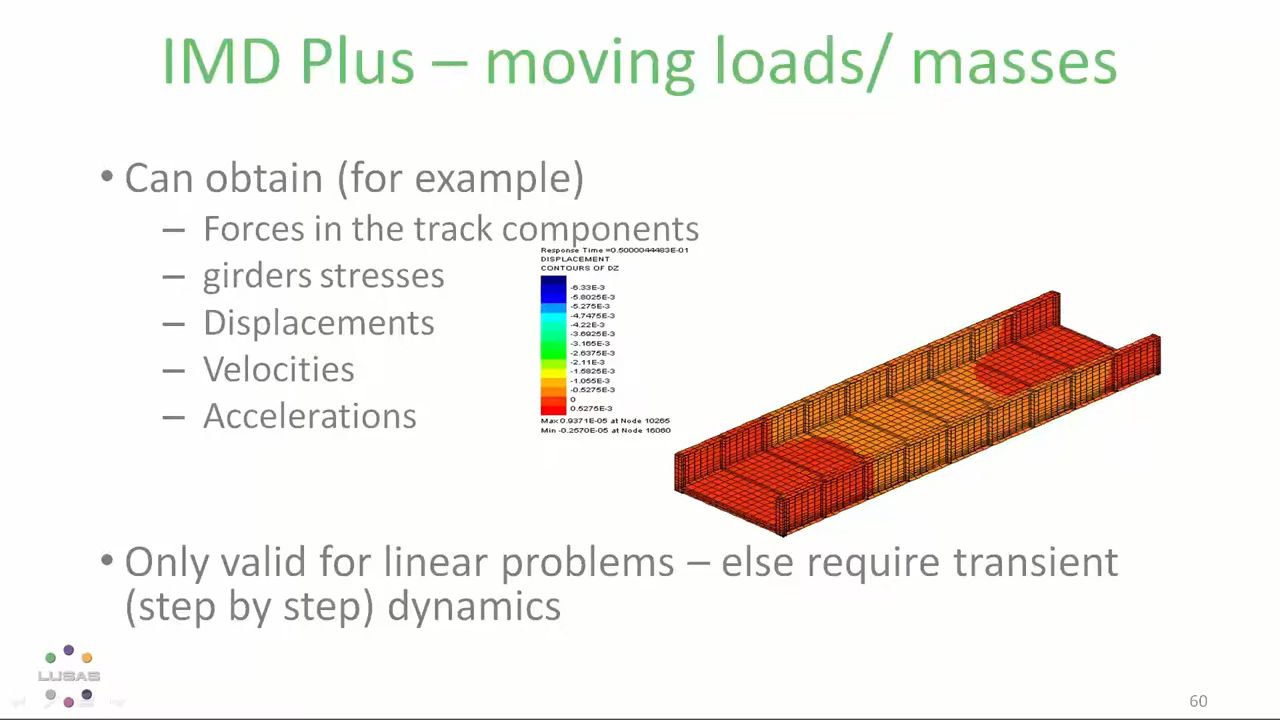 IMD Plus – moving loads/ masses
• Can obtain (for example)
– Forces in the track components
– girders stresses
– Displacements
– Velocities
– Accelerations
Response Time =0.5000044483E-01
DISPLACEMENT
CONTOURS OF DZ
-6.33E-3
-5.8025E-3
-5.275E-3
-4.7475E-3
-4.22E-3
-3.6925E-3
-3.165E-3
-2.6375E-3
-2.11E-3
-1.5825E-3
-1.055E-3
-0.5275E-3
0
0.5275E-3
Max 0.9371E-05 at Node 10265
Min -0.2570E-05 at Node 16060
• Only valid for linear problems – else require transient
(step by step) dynamics
LUSAS
60